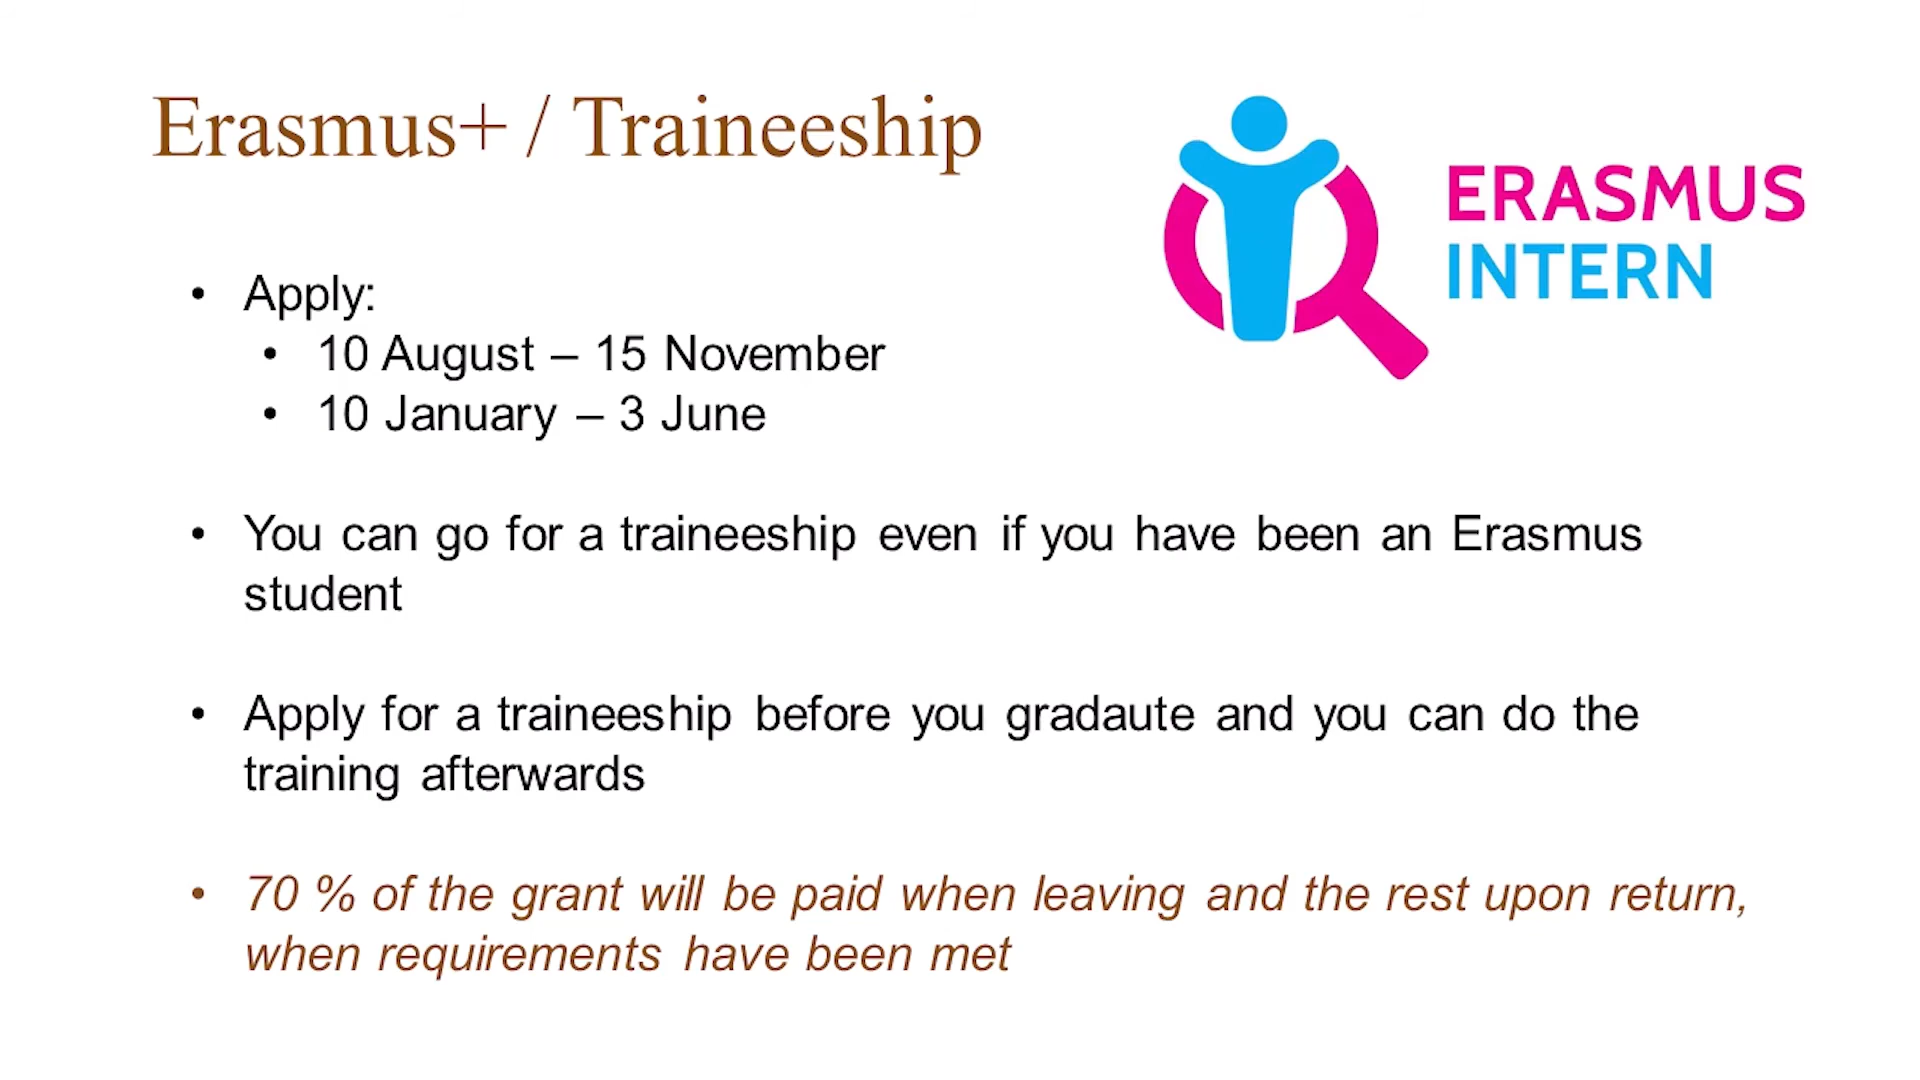 Erasmus+ / Traineeship
ERASMUS
INTERN
• Apply:
• 10 August – 15 November
• 10 January – 3 June
• You can go for a traineeship even if you have been an Erasmus
student
• Apply for a traineeship before you gradaute and you can do the
training afterwards
• 70 % of the grant will be paid when leaving and the rest upon return,
when requirements have been met